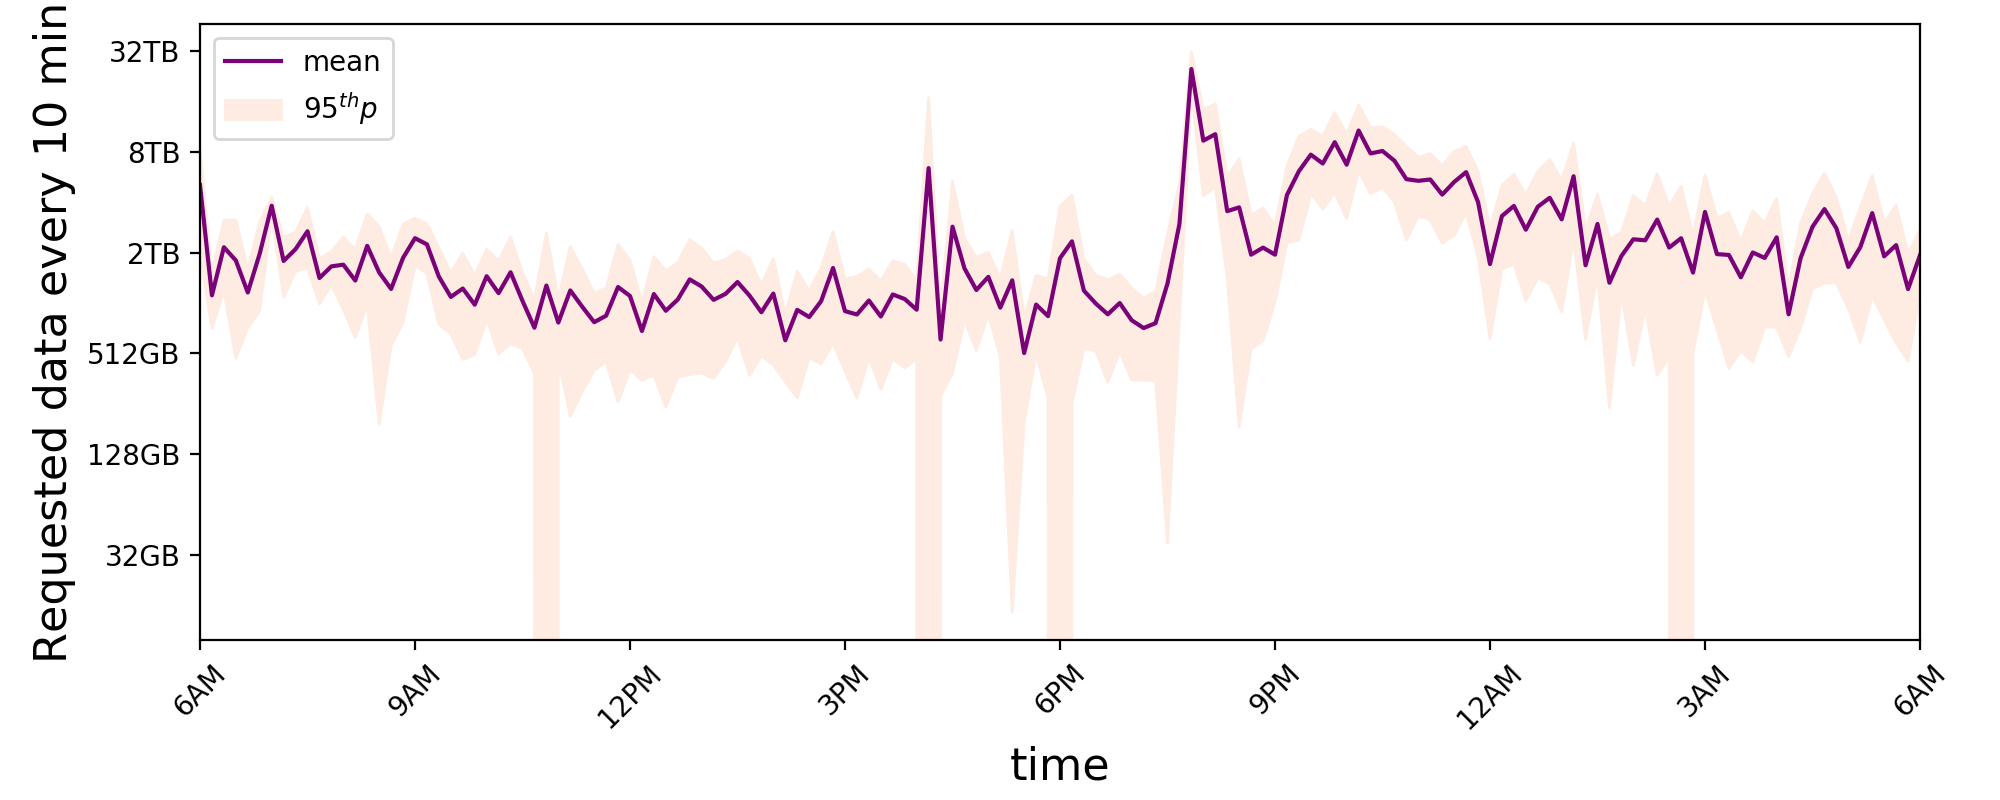 Requested data every 10 min
32TB
8TB
2TB
512GB
128GB
32GB
mean
95th p
6AM
9AM
12PM
3PM
6PM
9PM
12AM
3AM
6AM
time